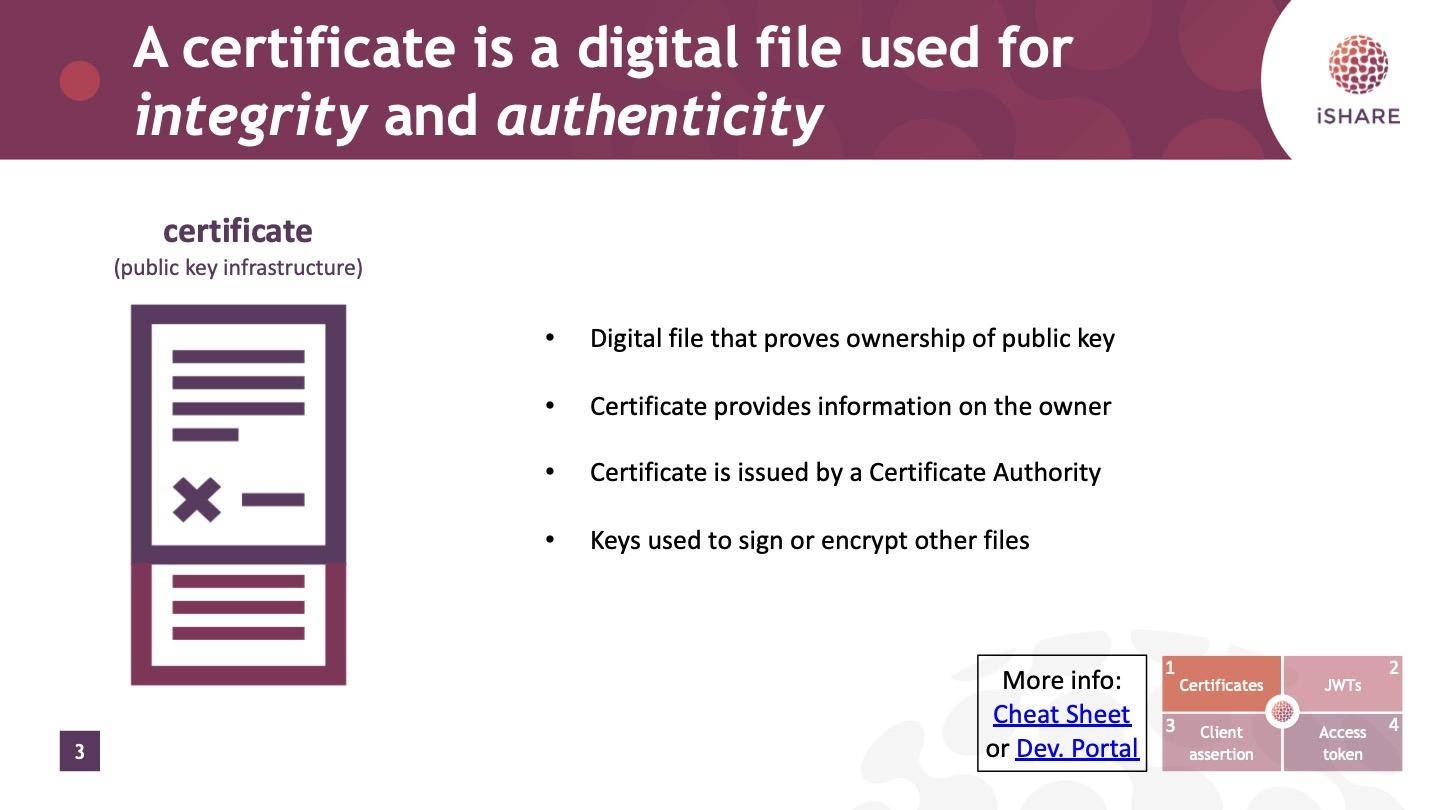 A certificate is a digital file used for
integrity and authenticity
iSHARE
certificate
(public key infrastructure)
• Digital file that proves ownership of public key
• Certificate provides information on the owner
• Certificate is issued by a Certificate Authority
• Keys used to sign or encrypt other files
More info:
Cheat Sheet
or Dev. Portal
1
Certificates
2
JWTs
3
Client
assertion
4
Access
token
3